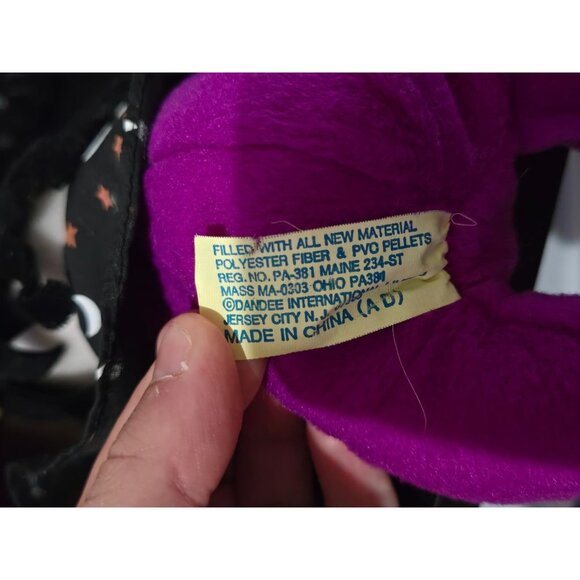 FILLED WITH ALL NEW MATERIAL
POLYESTER FIBER & PVC PELLETS
REG. NO. PA-381 MAINE 234-ST
MASS MA-0303 OHIO PA381
©DANDEE INTERNATIO
JERSEY CITY N.J.
MADE IN CHINA (A D)